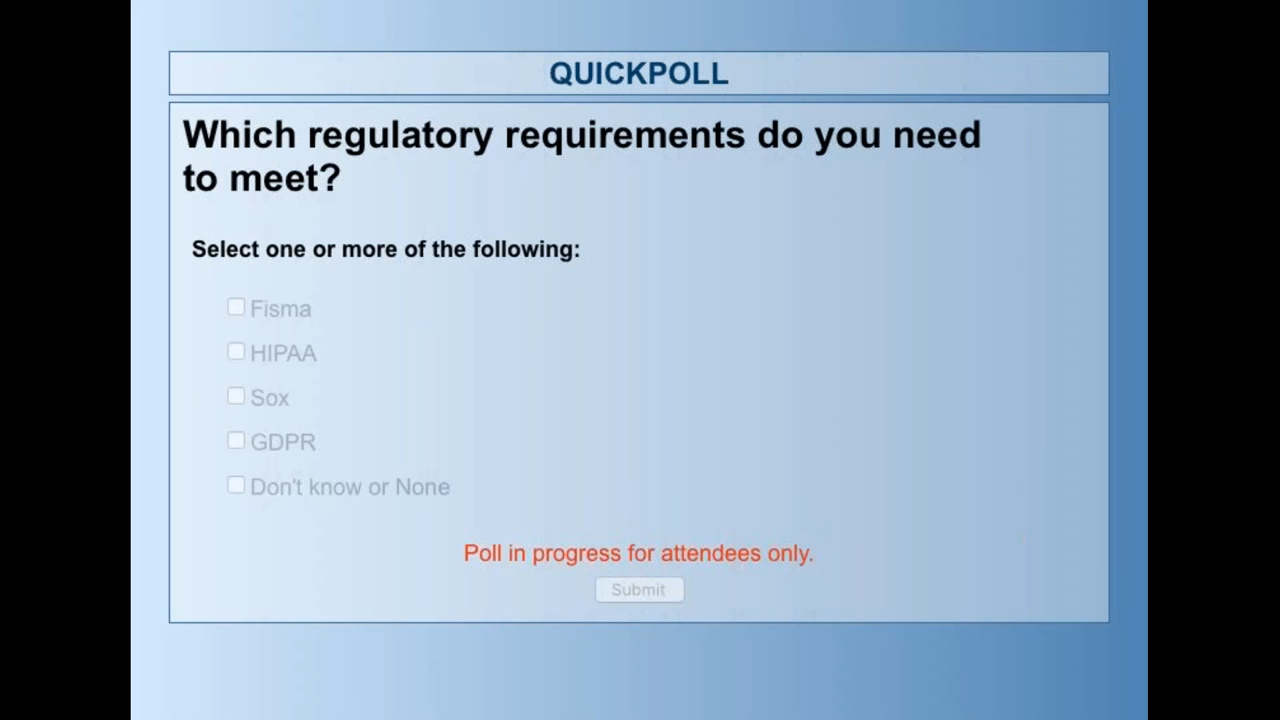 QUICKPOLL
Which regulatory requirements do you need
to meet?
Select one or more of the following:
Fisma
HIPAA
Sox
GDPR
Don't know or None
Poll in progress for attendees only.
Submit